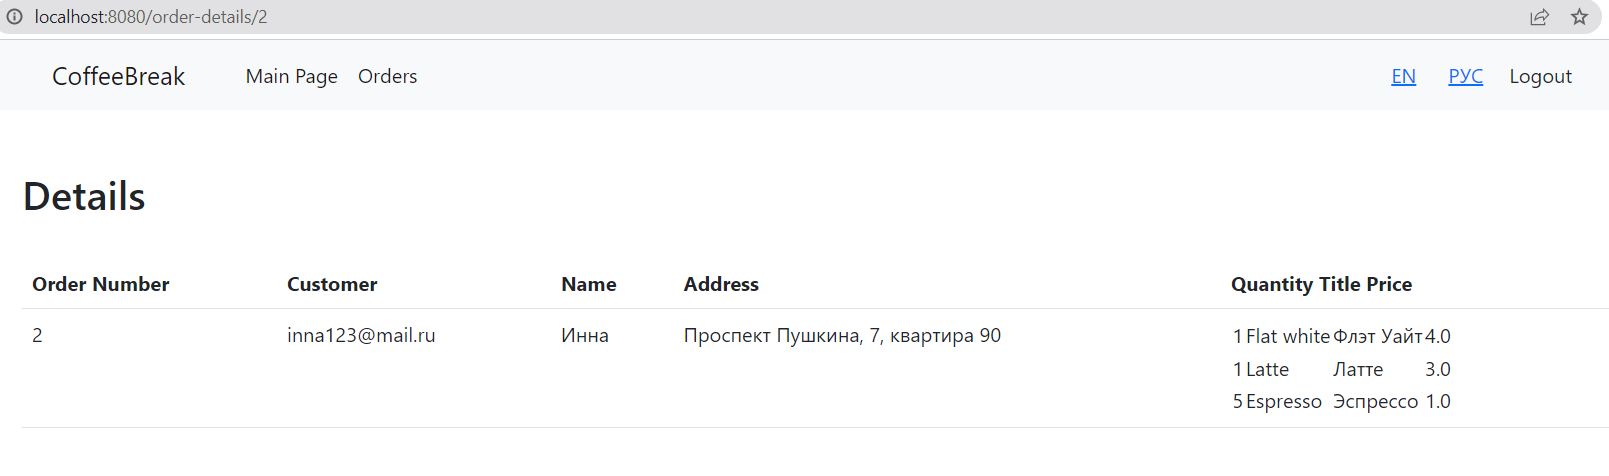 localhost:8080/order-details/2
CoffeeBreak Main Page Orders EN РУС Logout
Details
Order Number Customer Name Address Quantity Title Price
2 inna123@mail.ru Инна Проспект Пушкина, 7, квартира 90 1 Flat white Флэт Уайт 4.0
1 Latte Латте 3.0
5 Espresso Эспрессо 1.0